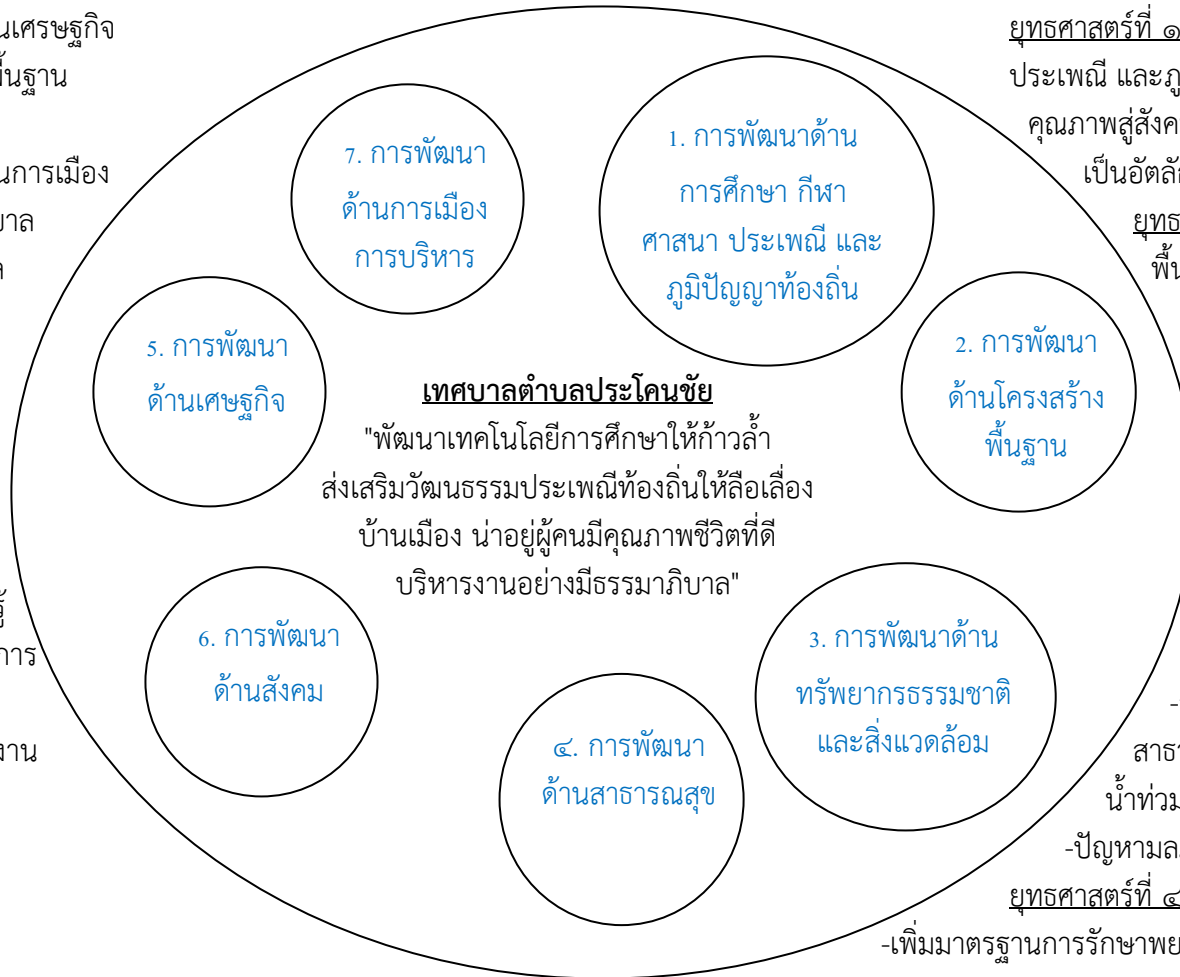 นเศรษฐกิจ
พื้นฐาน
นการเมือง
บาล
ล
รู้
การ
งาน
7. การพัฒนา
ด้านการเมือง
การบริหาร
1. การพัฒนาด้าน
การศึกษา กีฬา
ศาสนา ประเพณี และ
ภูมิปัญญาท้องถิ่น
5. การพัฒนา
ด้านเศษฐกิจ
2. การพัฒนา
ด้านโครงสร้าง
พื้นฐาน
เทศบาลตำบลประโคนชัย
"พัฒนาเทคโนโลยีการศึกษาให้ก้าวล้ำ
ส่งเสริมวัฒนธรรมประเพณีท้องถิ่นให้ลือเลื่อง
บ้านเมือง น่าอยู่ผู้คนมีคุณภาพชีวิตที่ดี
บริหารงานอย่างมีธรรมาภิบาล"
6. การพัฒนา
ด้านสังคม
3. การพัฒนาด้าน
ทรัพยากรธรรมชาติ
และสิ่งแวดล้อม
๔. การพัฒนา
ด้านสาธารณสุข
ยุทธศาสตร์ที่ ๑
ประเพณี และภู
คุณภาพสู่สังค
เป็นอัตลัก
ยุทธ
พื้น
-
สาธา
น้ำท่วม
-ปัญหามล
ยุทธศาสตร์ที่ ๔
-เพิ่มมาตรฐานการรักษาพย